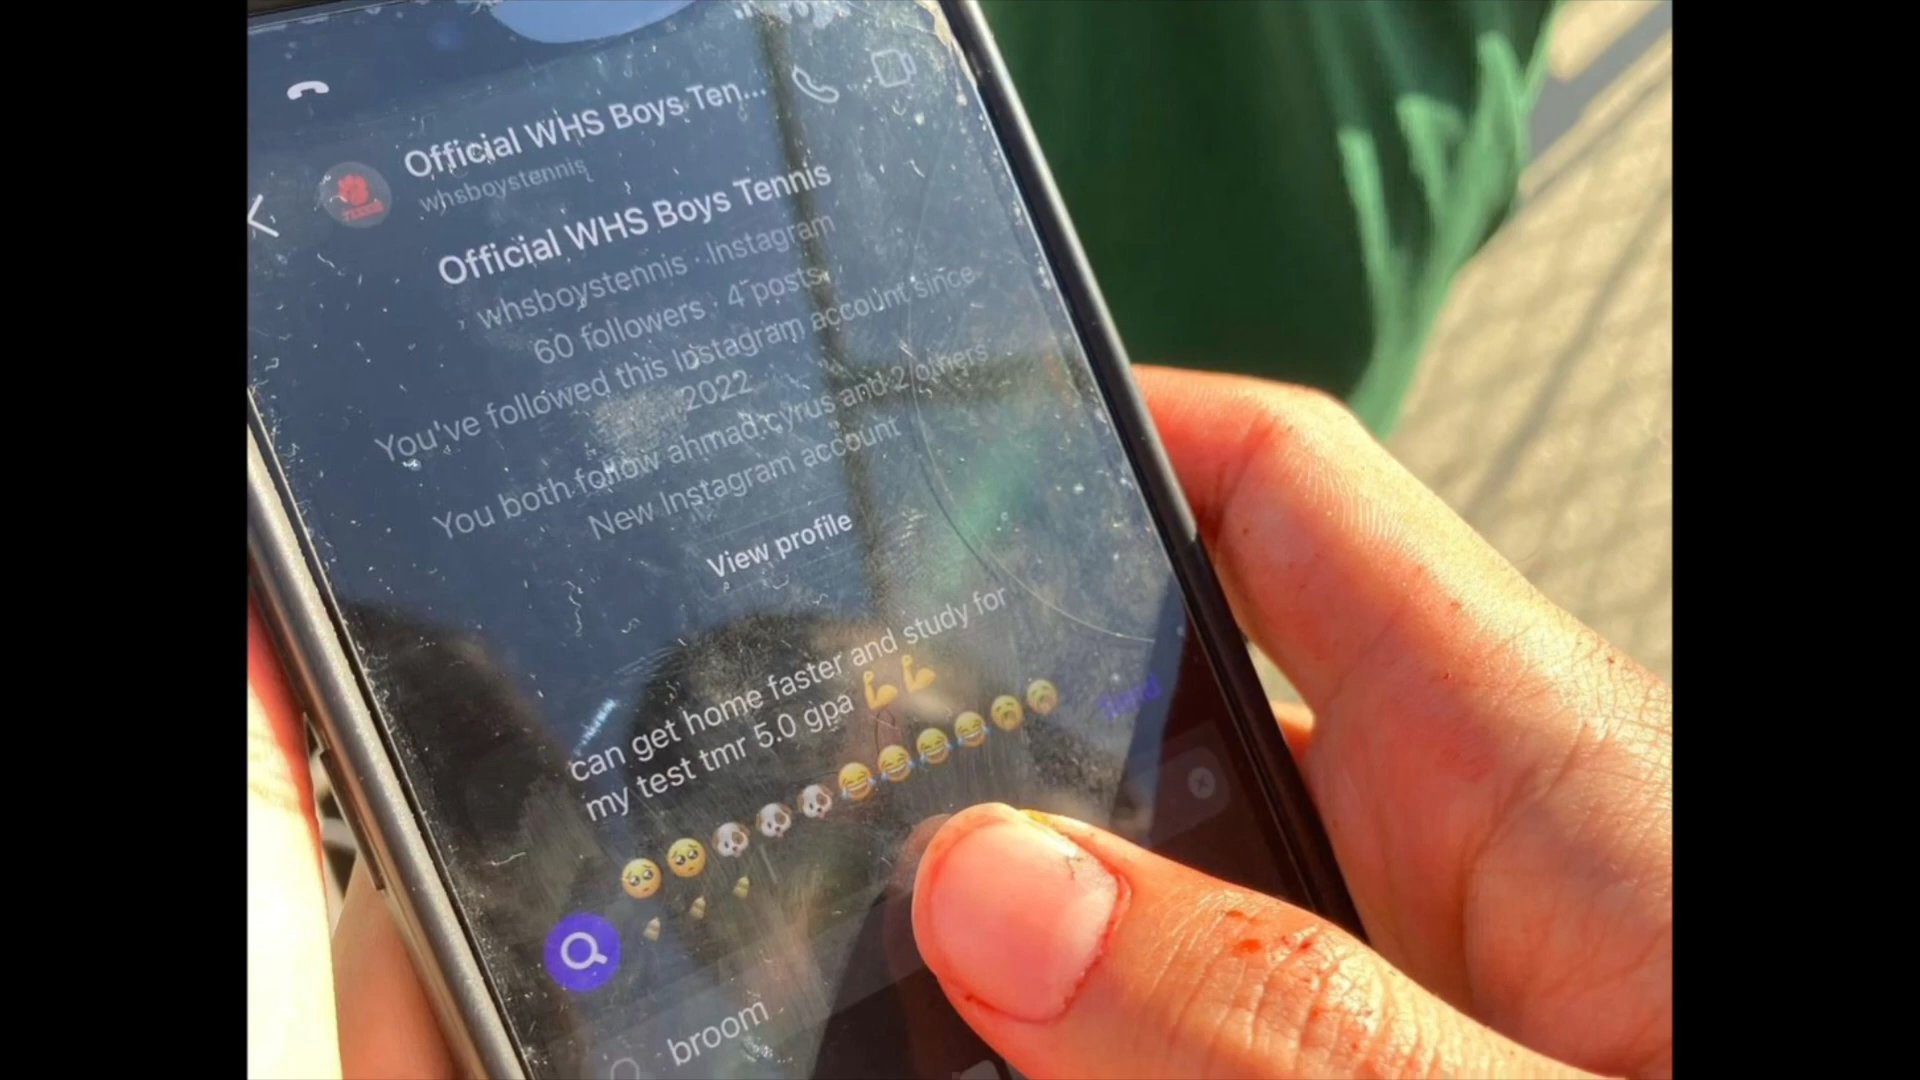 Official WHS Boys Ten...
whsboystennis
Official WHS Boys Tennis
whsboystennis · Instagram
60 followers · 4 posts
You've followed this Instagram account since
2022
You both follow ahmad.cyrus and 2 others
New Instagram account
View profile
can get home faster and study for
my test tmr 5.0 gpa 💪💪
🥺🥺🐶🐶🐶😂😂😂😂😭😭
Send
broom